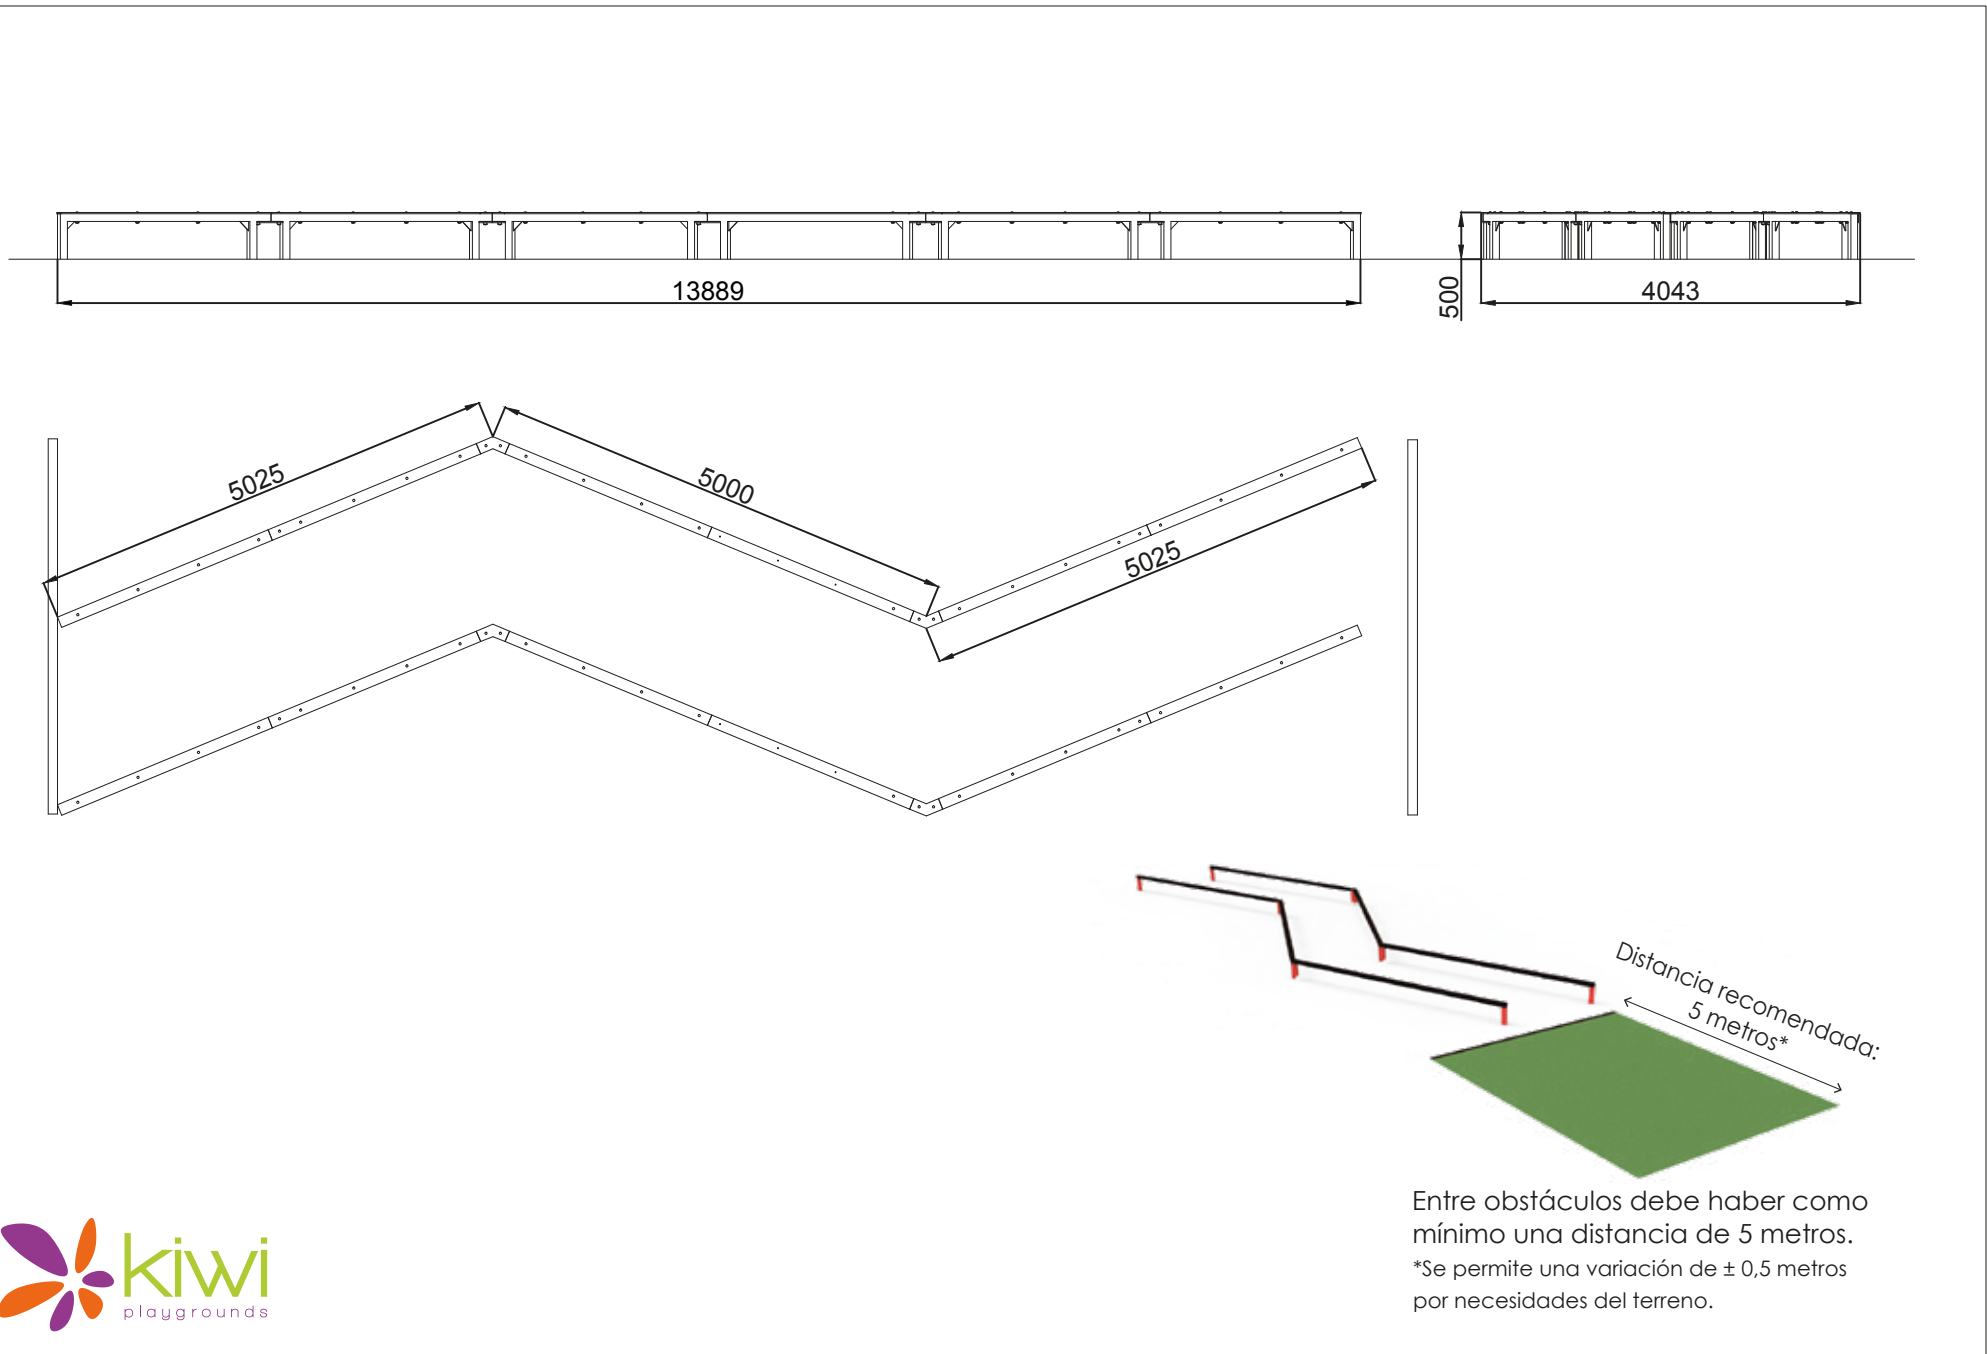 13889
500
4043
5025
5000
5025
Distancia recomendada:
5 metros*
Entre obstáculos debe haber como
mínimo una distancia de 5 metros.
*Se permite una variación de ± 0,5 metros
por necesidades del terreno.
kiwi
playgrounds